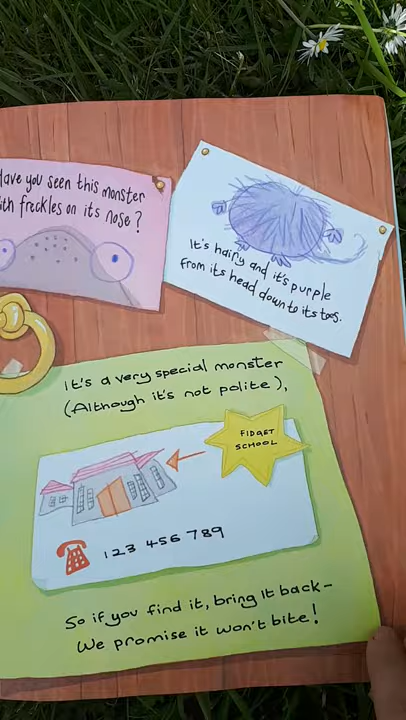 Have you seen this monster
with freckles on its nose?
It's hairy and it's purple
from its head down to its toes.
It's a very special monster
(Although it's not polite),
FIDGET
SCHOOL
123 456 789
So if you find it, bring it back–
We promise it won't bite!